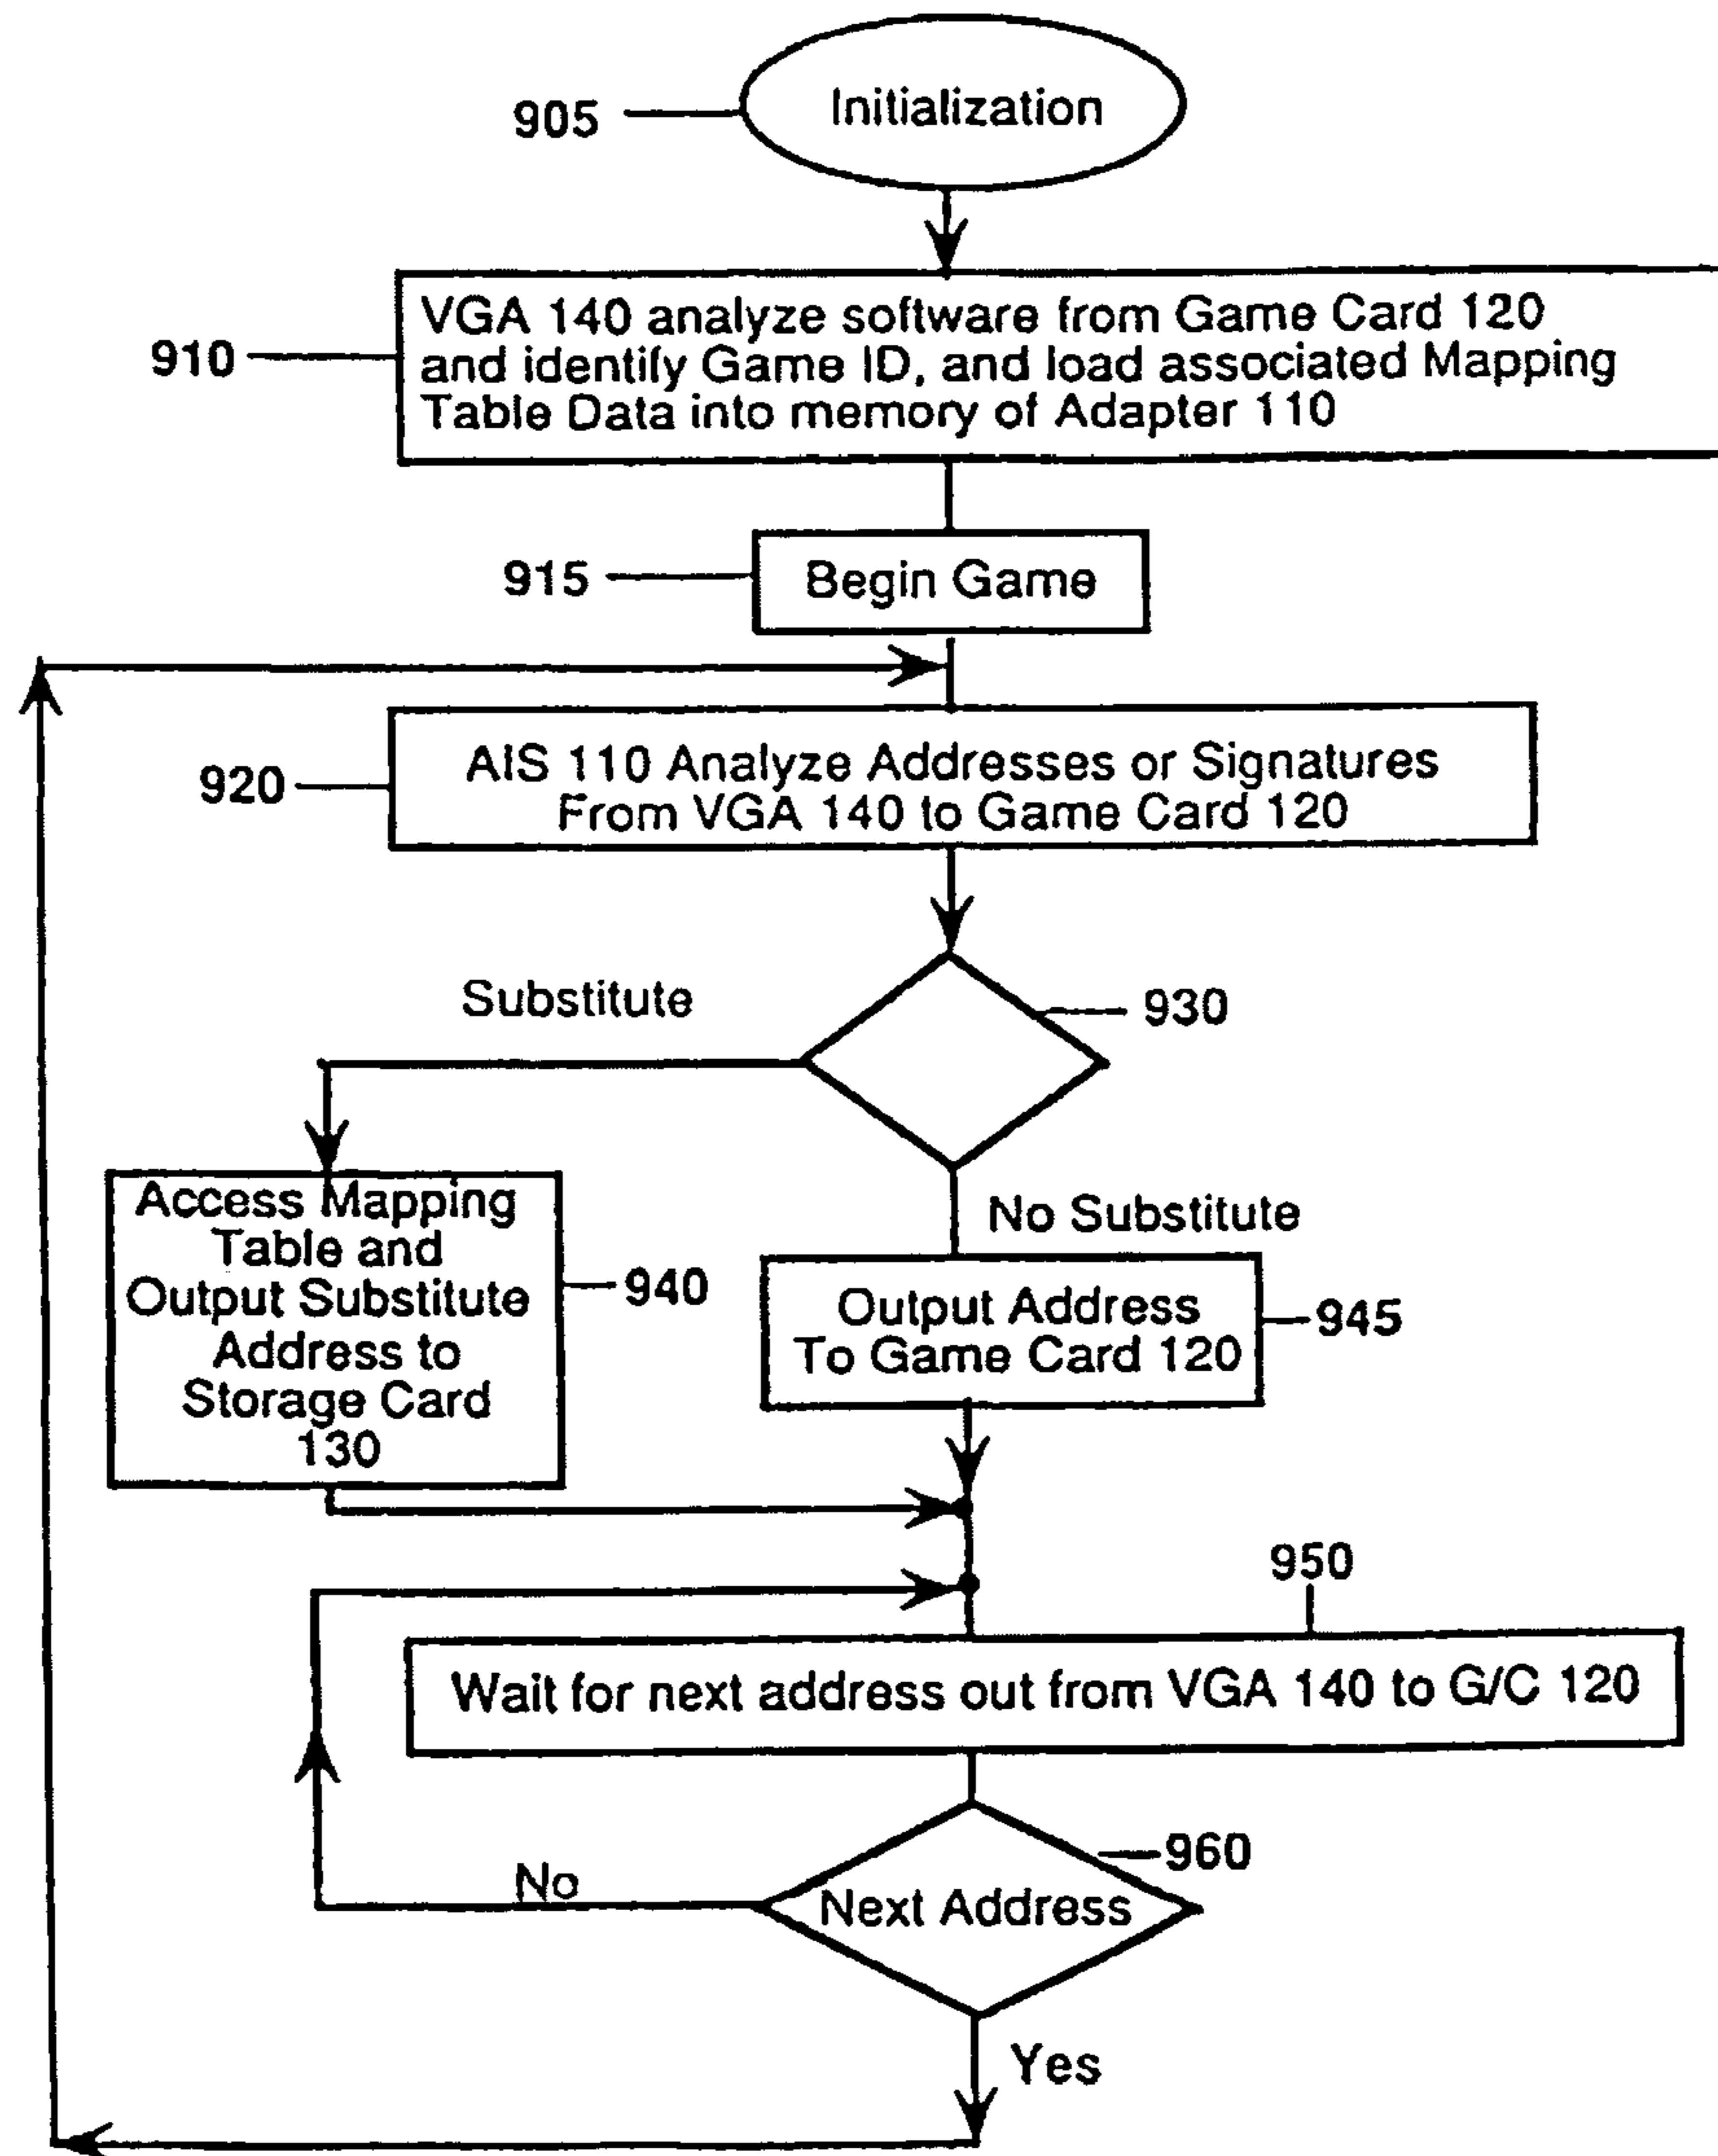 905
Initialization
910
VGA 140 analyze software from Game Card 120
and identify Game ID, and load associated Mapping
Table Data into memory of Adapter 110
915
Begin Game
920
AIS 110 Analyze Addresses or Signatures
From VGA 140 to Game Card 120
Substitute
930
No Substitute
Access Mapping
Table and
Output Substitute
Address to
Storage Card
130
940
Output Address
To Game Card 120
945
950
Wait for next address out from VGA 140 to G/C 120
960
No
Next Address
Yes